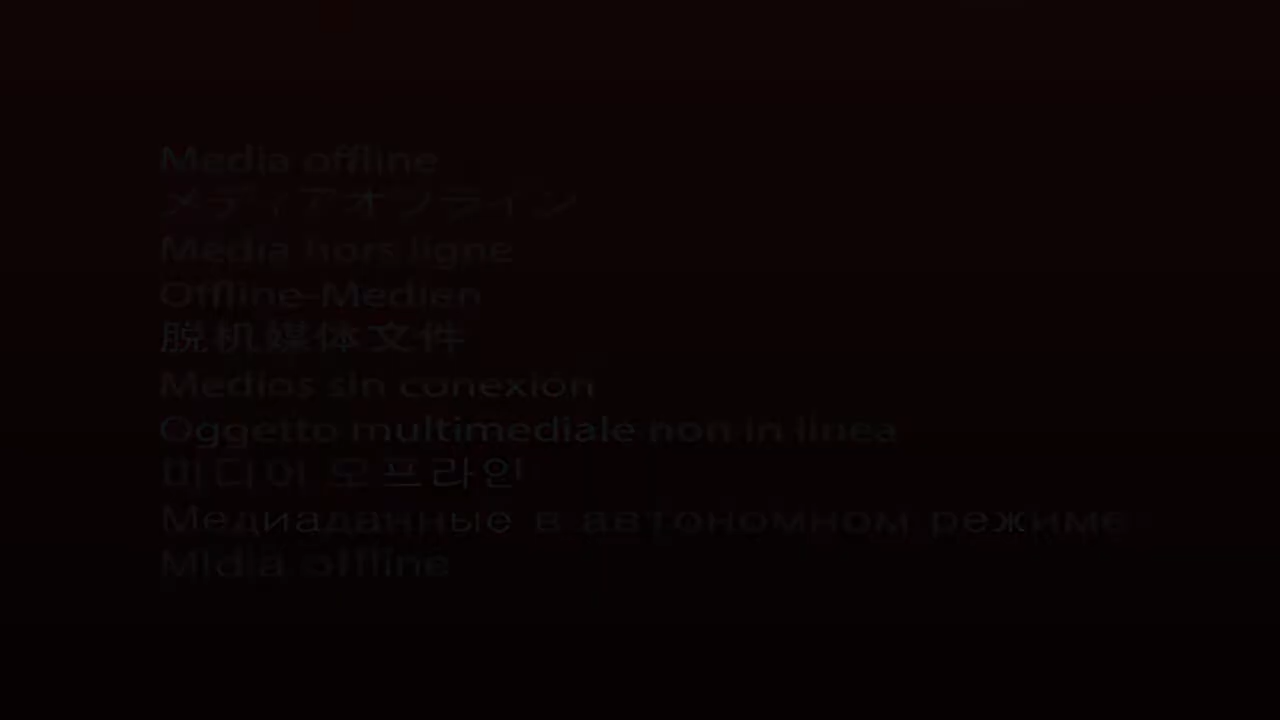 Media offline
メディアオフライン
Média hors ligne
Offline-Medien
脱机媒体文件
Medios sin conexión
Oggetto multimediale non in linea
미디어 오프라인
Медиаданные в автономном режиме
Mídia offline